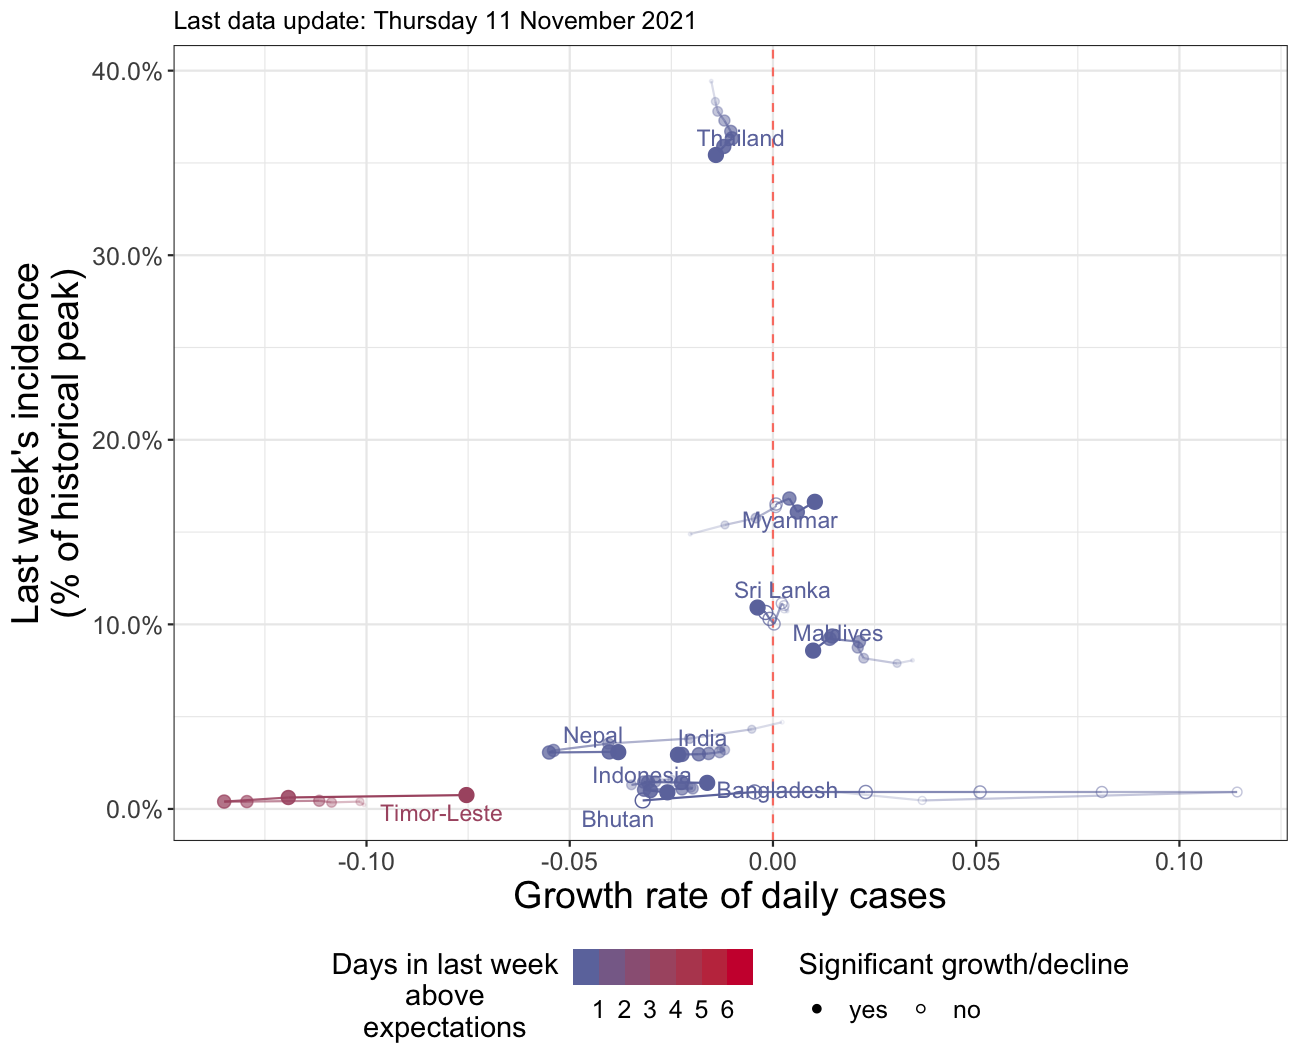 Last data update: Thursday 11 November 2021
Last week's incidence
(% of historical peak)
40.0%
30.0%
20.0%
10.0%
0.0%
Thailand
Myanmar
Sri Lanka
Maldives
Nepal
India
Indonesia
Bangladesh
Timor-Leste
Bhutan
-0.10
-0.05
0.00
0.05
0.10
Growth rate of daily cases
Days in last week
above
expectations
1 2 3 4 5 6
Significant growth/decline
yes
no